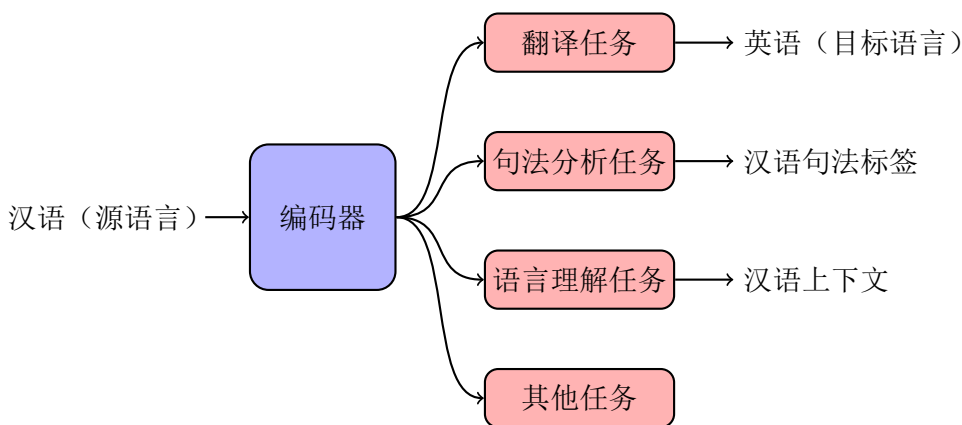 翻译任务
英语（目标语言）
句法分析任务
汉语句法标签
汉语（源语言）
编码器
语言理解任务
汉语上下文
其他任务